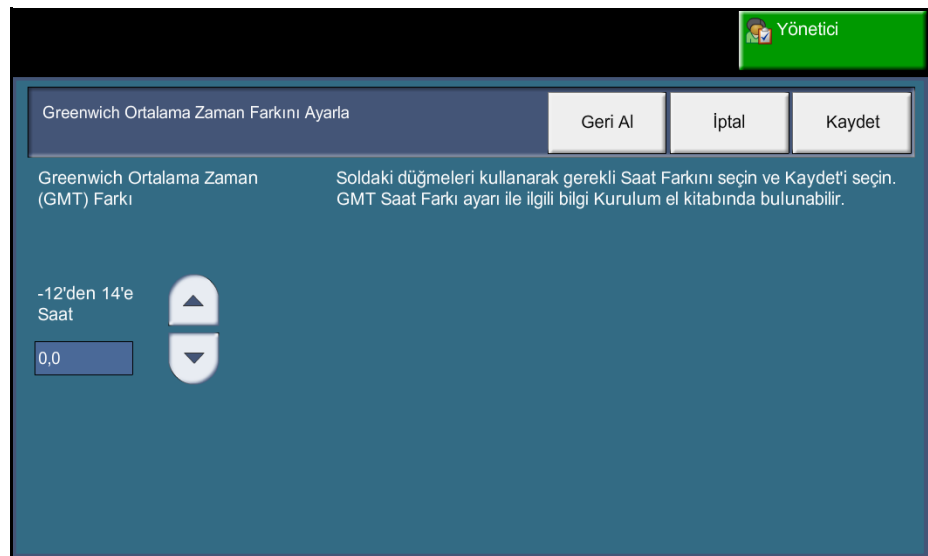 Yönetici
Greenwich Ortalama Zaman Farkını Ayarla
Geri Al
İptal
Kaydet
Greenwich Ortalama Zaman
(GMT) Farkı
Soldaki düğmeleri kullanarak gerekli Saat Farkını seçin ve Kaydet'i seçin.
GMT Saat Farkı ayarı ile ilgili bilgi Kurulum el kitabında bulunabilir.
-12'den 14'e
Saat
0,0